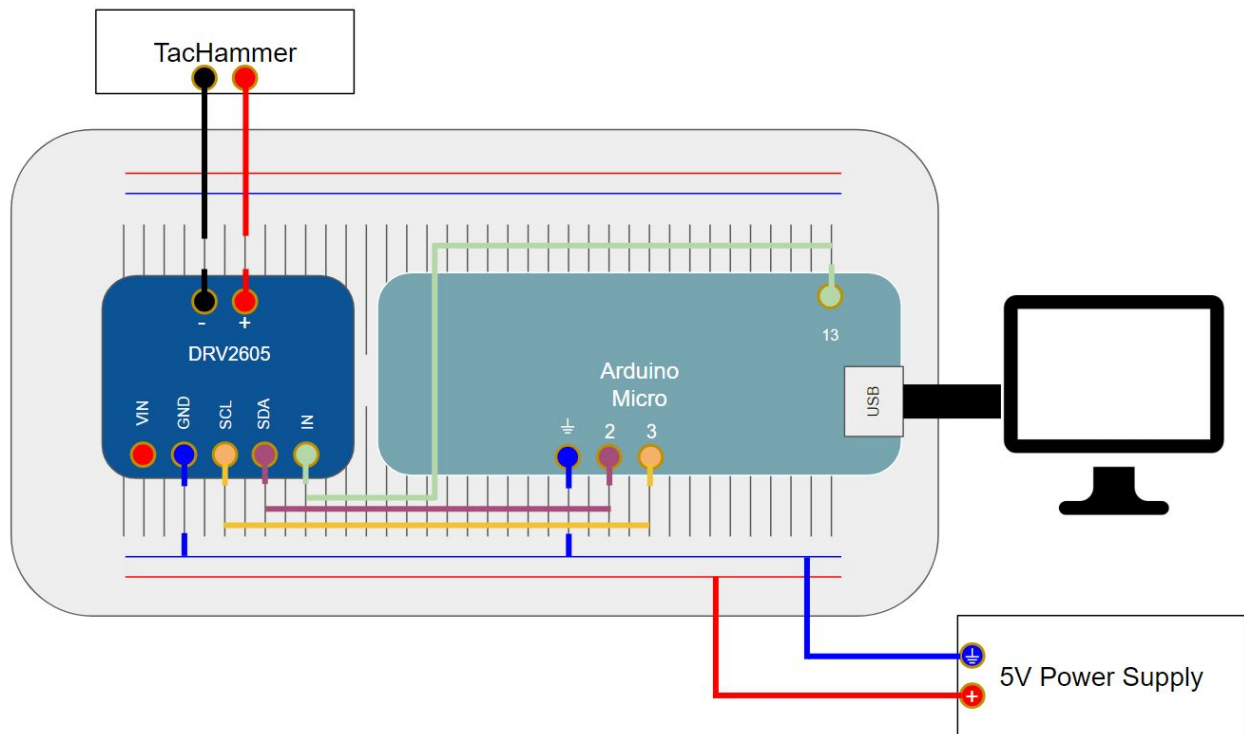 TacHammer
- +
DRV2605
VIN GND SCL SDA IN
13
Arduino
Micro
2 3
USB
5V Power Supply
+